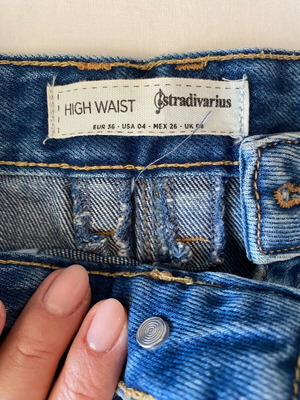 HIGH WAIST stradivarius
EUR 36 - USA 04 - MEX 26 - UK 08